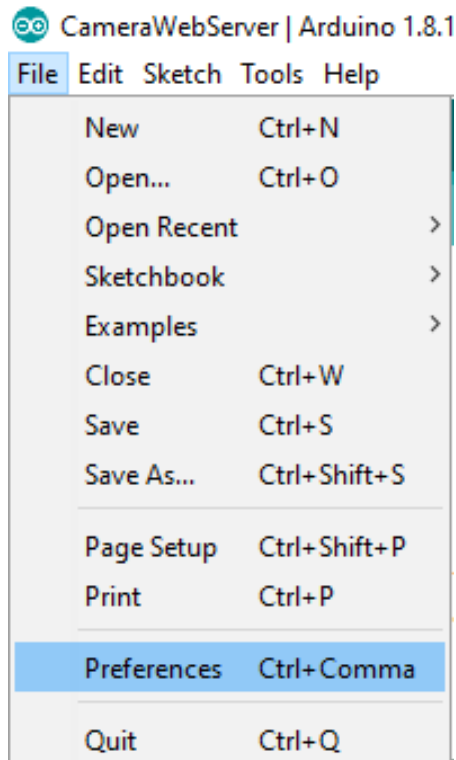 CameraWebServer | Arduino 1.8.1
File Edit Sketch Tools Help
New Ctrl+N
Open... Ctrl+O
Open Recent
Sketchbook
Examples
Close Ctrl+W
Save Ctrl+S
Save As... Ctrl+Shift+S
Page Setup Ctrl+Shift+P
Print Ctrl+P
Preferences Ctrl+Comma
Quit Ctrl+Q